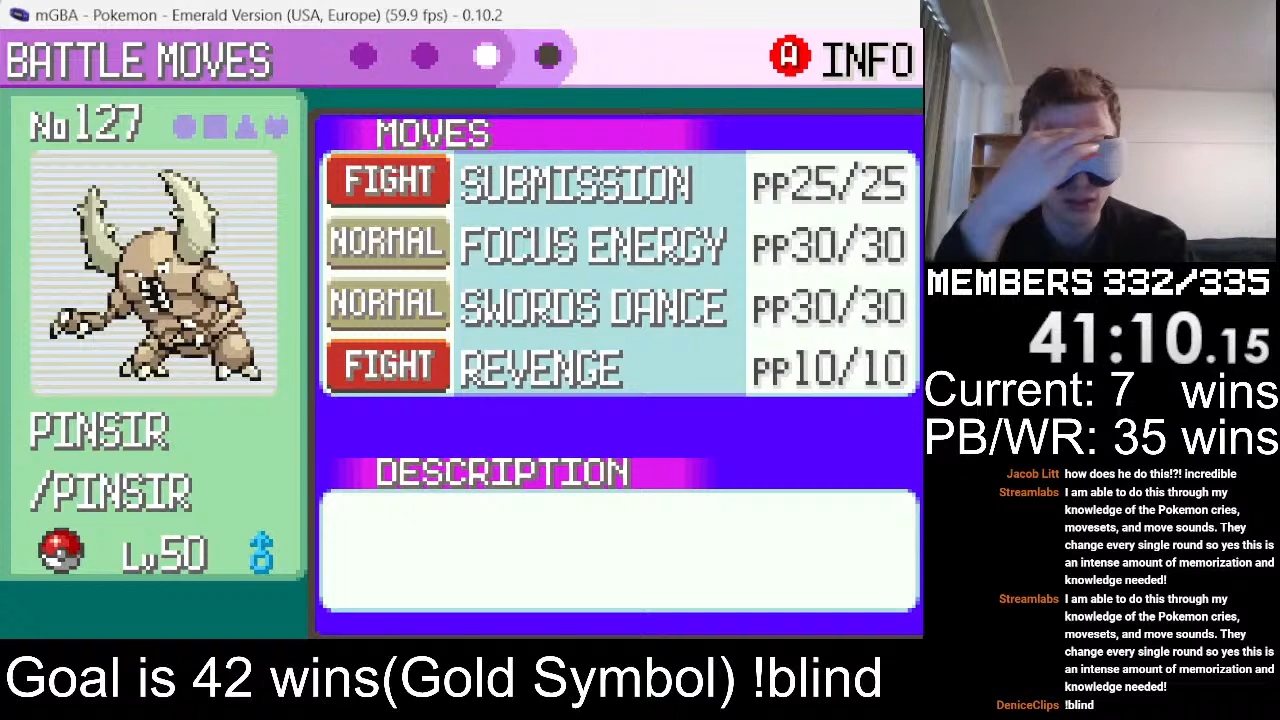 mGBA - Pokemon - Emerald Version (USA, Europe) (59.9 fps) - 0.10.2
BATTLE MOVES
A INFO
No127
MOVES
FIGHT SUBMISSION PP25/25
NORMAL FOCUS ENERGY PP30/30
NORMAL SWORDS DANCE PP30/30
FIGHT REVENGE PP10/10
PINSIR
/PINSIR
Lv50 ♂
DESCRIPTION
MEMBERS 332/335
41:10.15
Current: 7 wins
PB/WR: 35 wins
Jacob Litt how does he do this!?! incredible
Streamlabs I am able to do this through my
knowledge of the Pokemon cries,
movesets, and move sounds. They
change every single round so yes this is
an intense amount of memorization and
knowledge needed!
Streamlabs I am able to do this through my
knowledge of the Pokemon cries,
movesets, and move sounds. They
change every single round so yes this is
an intense amount of memorization and
knowledge needed!
DeniceClips !blind
Goal is 42 wins(Gold Symbol) !blind